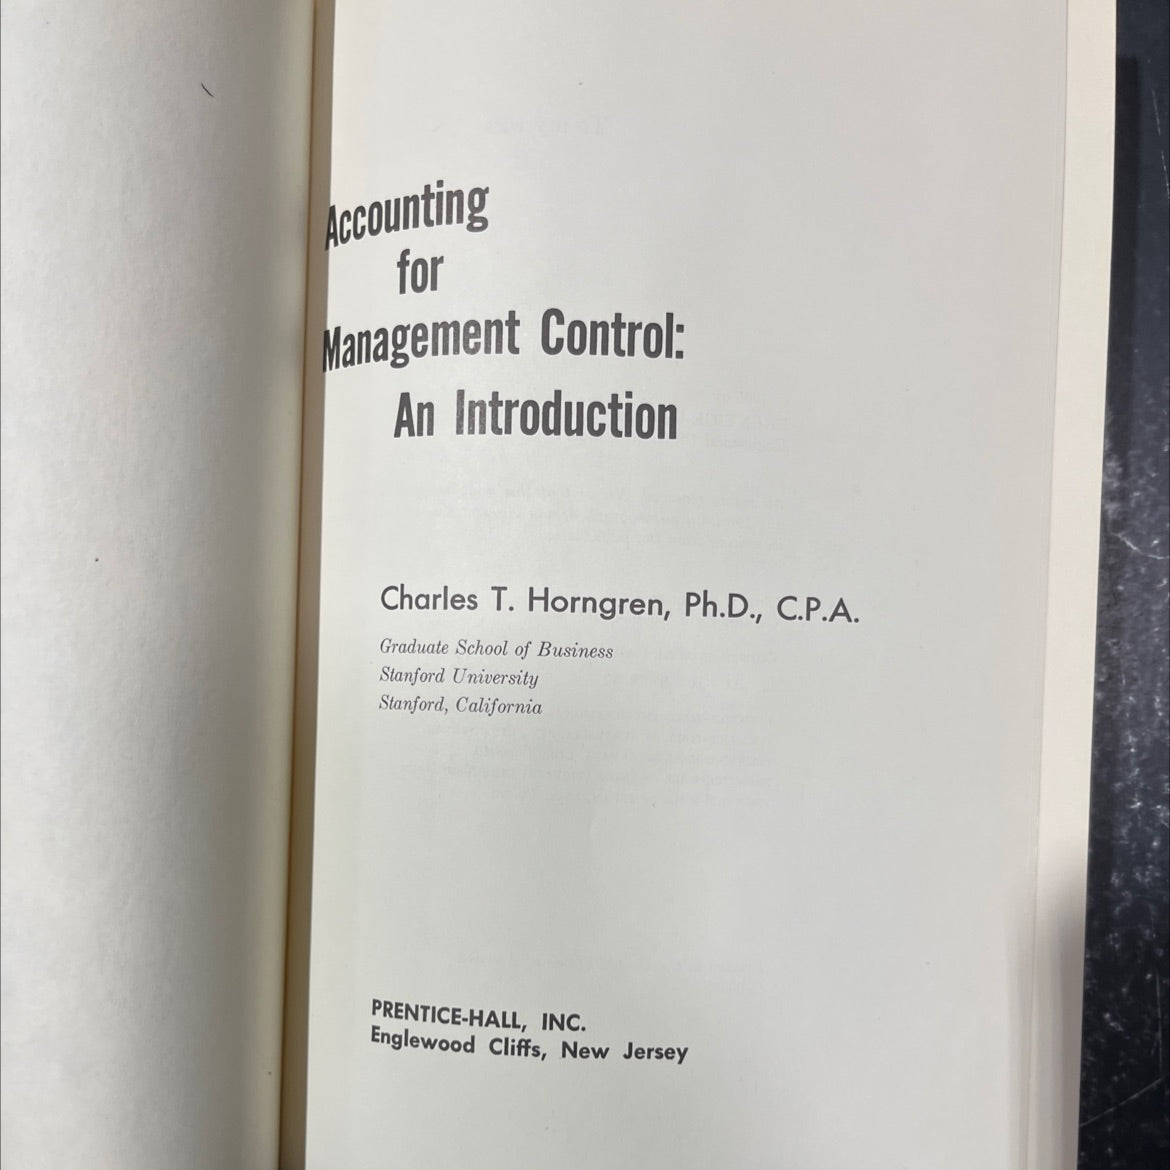 Accounting
for
Management Control:
An Introduction
Charles T. Horngren, Ph.D., C.P.A.
Graduate School of Business
Stanford University
Stanford, California
PRENTICE-HALL, INC.
Englewood Cliffs, New Jersey